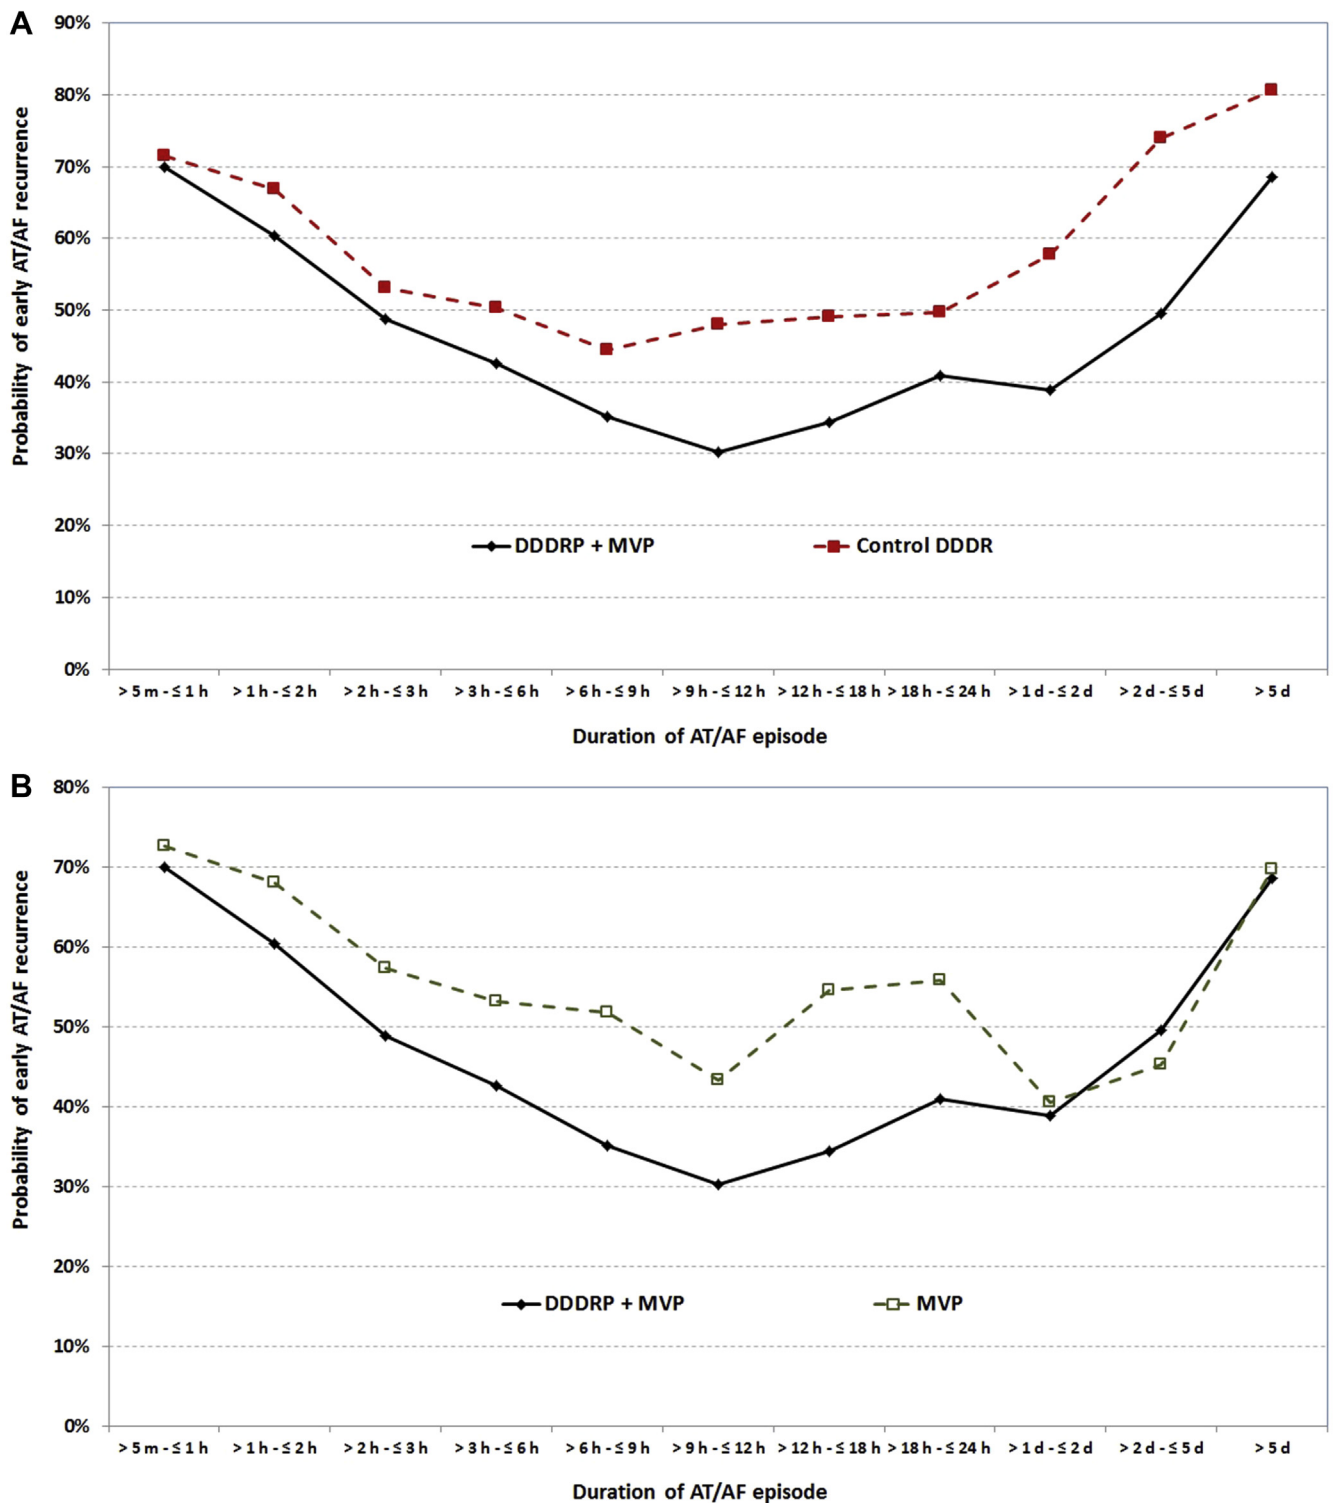 A
90%
80%
70%
60%
50%
40%
30%
20%
10%
0%
Probability of early AT/AF recurrence
DDDRP + MVP Control DDDR
> 5 m - ≤ 1 h > 1 h - ≤ 2 h > 2 h - ≤ 3 h > 3 h - ≤ 6 h > 6 h - ≤ 9 h > 9 h - ≤ 12 h > 12 h - ≤ 18 h > 18 h - ≤ 24 h > 1 d - ≤ 2 d > 2 d - ≤ 5 d > 5 d
Duration of AT/AF episode
B
80%
70%
60%
50%
40%
30%
20%
10%
0%
Probability of early AT/AF recurrence
DDDRP + MVP MVP
> 5 m - ≤ 1 h > 1 h - ≤ 2 h > 2 h - ≤ 3 h > 3 h - ≤ 6 h > 6 h - ≤ 9 h > 9 h - ≤ 12 h > 12 h - ≤ 18 h > 18 h - ≤ 24 h > 1 d - ≤ 2 d > 2 d - ≤ 5 d > 5 d
Duration of AT/AF episode